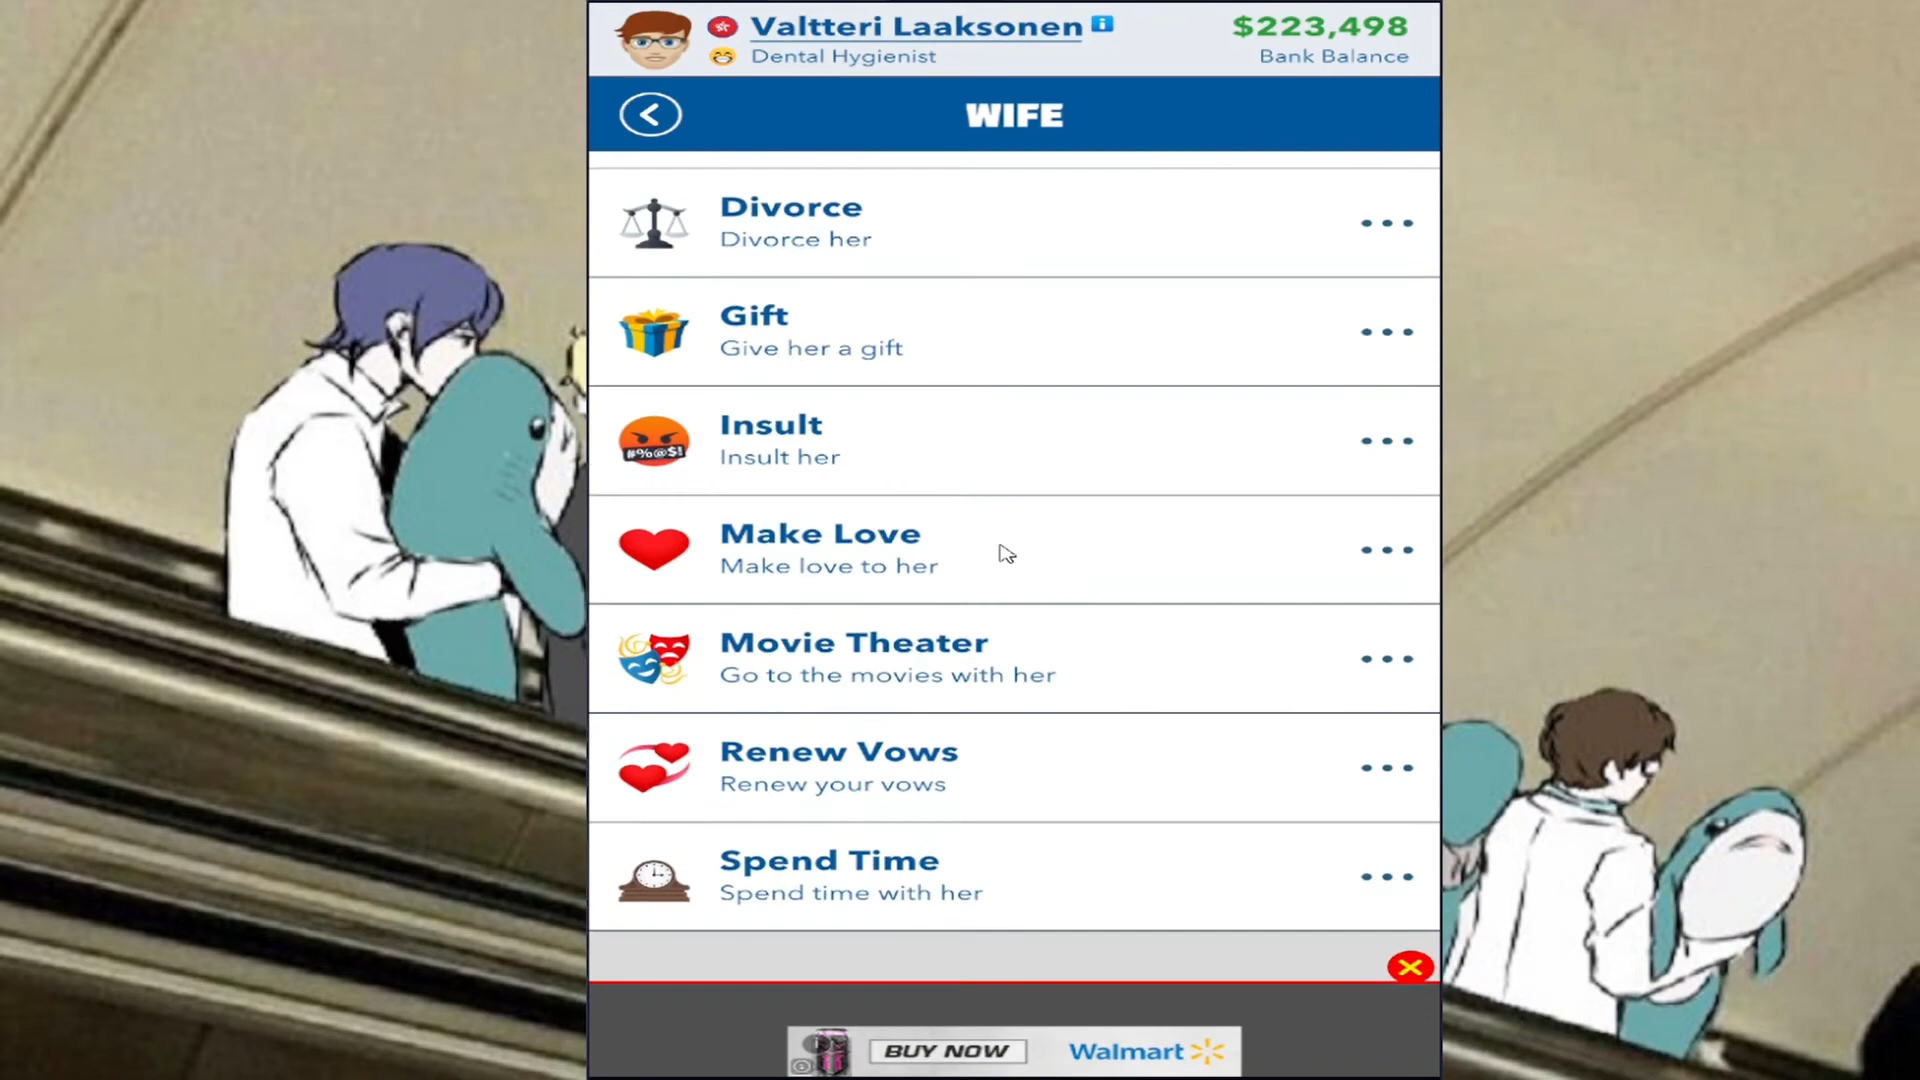 Valtteri Laaksonen
$223,498
Dental Hygienist
Bank Balance
WIFE
Divorce
Divorce her
Gift
Give her a gift
#%@$!
Insult
Insult her
Make Love
Make love to her
Movie Theater
Go to the movies with her
Renew Vows
Renew your vows
Spend Time
Spend time with her
BUY NOW
Walmart